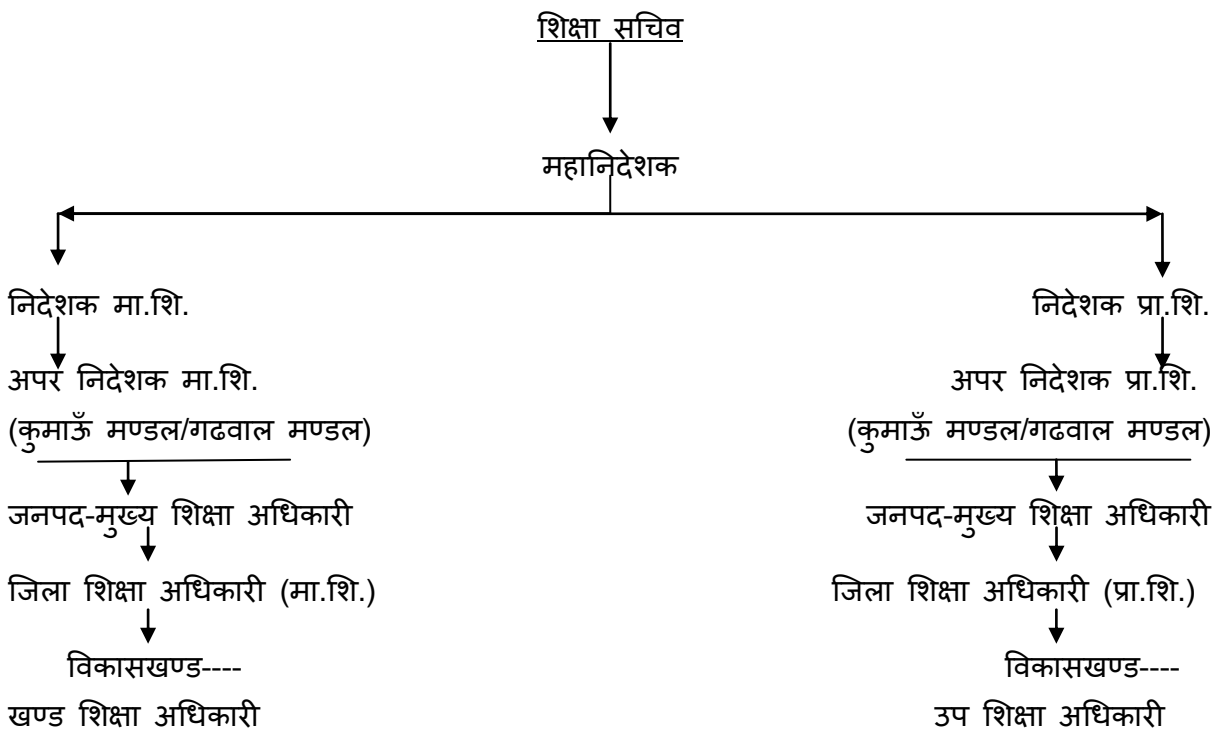 शिक्षा सचिव
महानिदेशक
निदेशक मा.शि.
निदेशक प्रा.शि.
अपर निदेशक मा.शि.
अपर निदेशक प्रा.शि.
(कुमाऊँ मण्डल/गढवाल मण्डल)
(कुमाऊँ मण्डल/गढवाल मण्डल)
जनपद-मुख्य शिक्षा अधिकारी
जनपद-मुख्य शिक्षा अधिकारी
जिला शिक्षा अधिकारी (मा.शि.)
जिला शिक्षा अधिकारी (प्रा.शि.)
विकासखण्ड----
विकासखण्ड----
खण्ड शिक्षा अधिकारी
उप शिक्षा अधिकारी